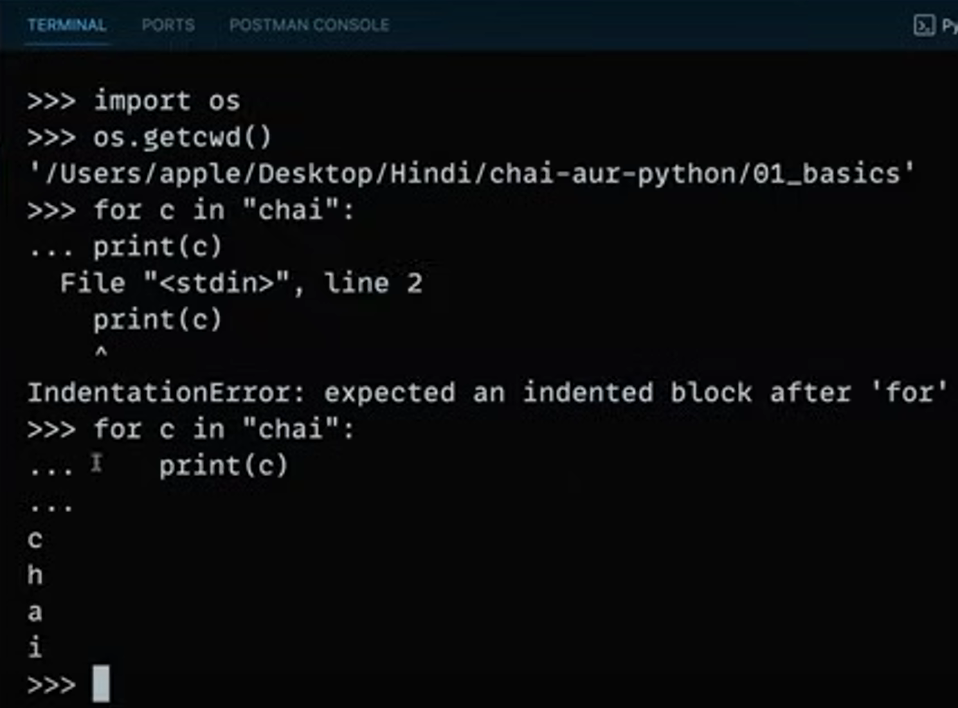 TERMINAL PORTS POSTMAN CONSOLE
>>> import os
>>> os.getcwd()
'/Users/apple/Desktop/Hindi/chai-aur-python/01_basics'
>>> for c in "chai":
... print(c)
  File "<stdin>", line 2
    print(c)
    ^
IndentationError: expected an indented block after 'for'
>>> for c in "chai":
...     print(c)
...
c
h
a
i
>>>